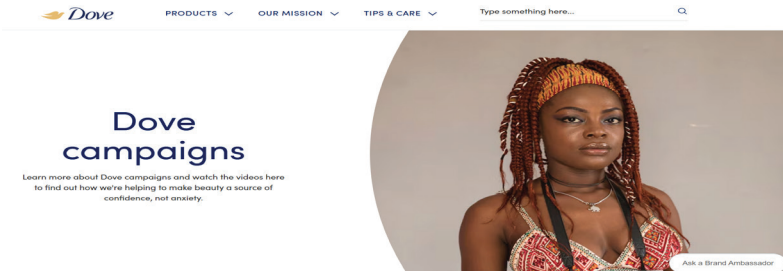 Dove
PRODUCTS
OUR MISSION
TIPS & CARE
Type something here...
Dove
campaigns
Learn more about Dove campaigns and watch the videos here
to find out how we're helping to make beauty a source of
confidence, not anxiety.
Ask a Brand Ambassador